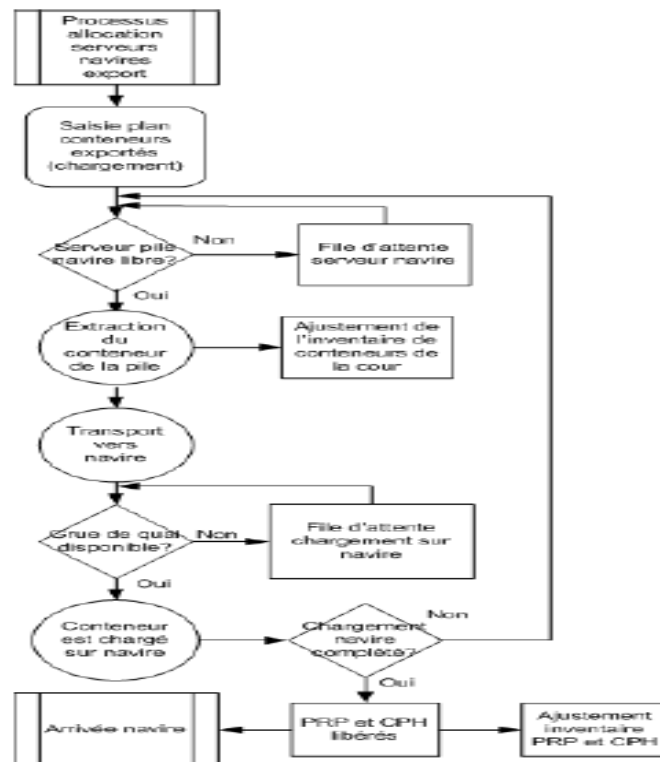 Processus
allocation
serveurs
navires
export
Saisie plan
conteneurs
exportés
(chargement)
Serveur pile
navire libre?
Non
File d'attente
serveur navire
Oui
Extraction
du
conteneur
de la pile
Ajustement de
l'inventaire de
conteneurs de
la cour
Transport
vers
navire
Grue de quai
disponible?
Non
File d'attente
chargement sur
navire
Oui
Conteneur
est chargé
sur navire
Chargement
navire
complété?
Non
Oui
Arrivée navire
PRP et CPH
libérés
Ajustement
inventaire
PRP et CPH